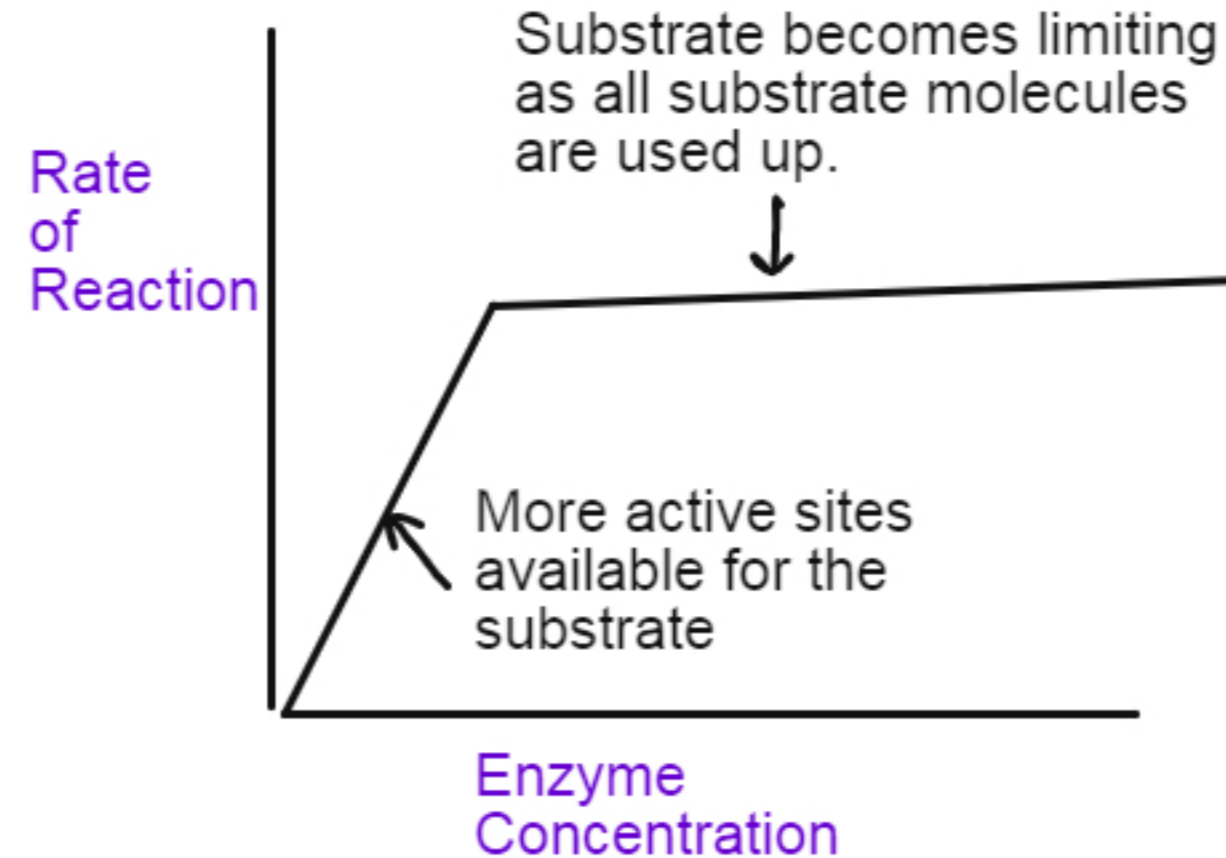 Substrate becomes limiting
as all substrate molecules
are used up.
Rate
of
Reaction
More active sites
available for the
substrate
Enzyme
Concentration